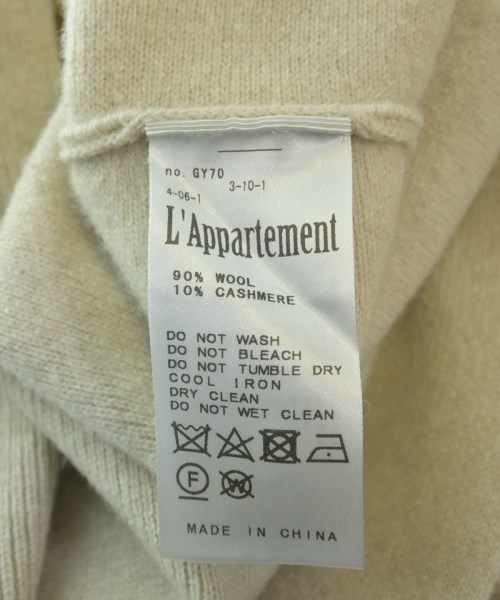 no. GY70
3-10-1
4-06-1
L'Appartement
90% WOOL
10% CASHMERE
DO NOT WASH
DO NOT BLEACH
DO NOT TUMBLE DRY
COOL IRON
DRY CLEAN
DO NOT WET CLEAN
F W
MADE IN CHINA